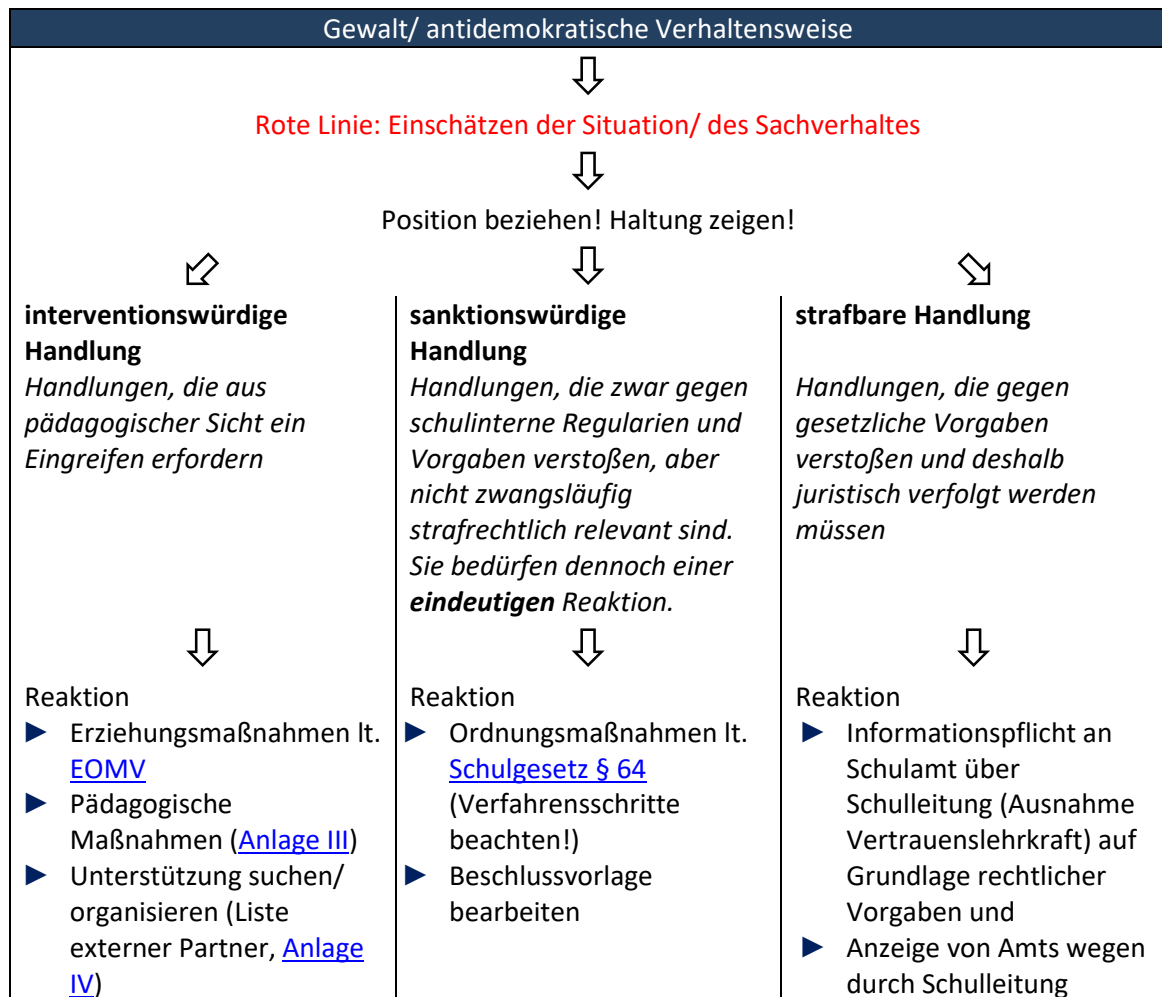 Gewalt/ antidemokratische Verhaltensweise
Rote Linie: Einschätzen der Situation/ des Sachverhaltes
Position beziehen! Haltung zeigen!
interventionswürdige
Handlung
Handlungen, die aus
pädagogischer Sicht ein
Eingreifen erfordern
Reaktion
► Erziehungsmaßnahmen lt.
EOMV
► Pädagogische
Maßnahmen (Anlage III)
► Unterstützung suchen/
organisieren (Liste
externer Partner, Anlage
IV)
sanktionswürdige
Handlung
Handlungen, die zwar gegen
schulinterne Regularien und
Vorgaben verstoßen, aber
nicht zwangsläufig
strafrechtlich relevant sind.
Sie bedürfen dennoch einer
eindeutigen Reaktion.
Reaktion
► Ordnungsmaßnahmen lt.
Schulgesetz § 64
(Verfahrensschritte
beachten!)
► Beschlussvorlage
bearbeiten
strafbare Handlung
Handlungen, die gegen
gesetzliche Vorgaben
verstoßen und deshalb
juristisch verfolgt werden
müssen
Reaktion
► Informationspflicht an
Schulamt über
Schulleitung (Ausnahme
Vertrauenslehrkraft) auf
Grundlage rechtlicher
Vorgaben und
► Anzeige von Amts wegen
durch Schulleitung